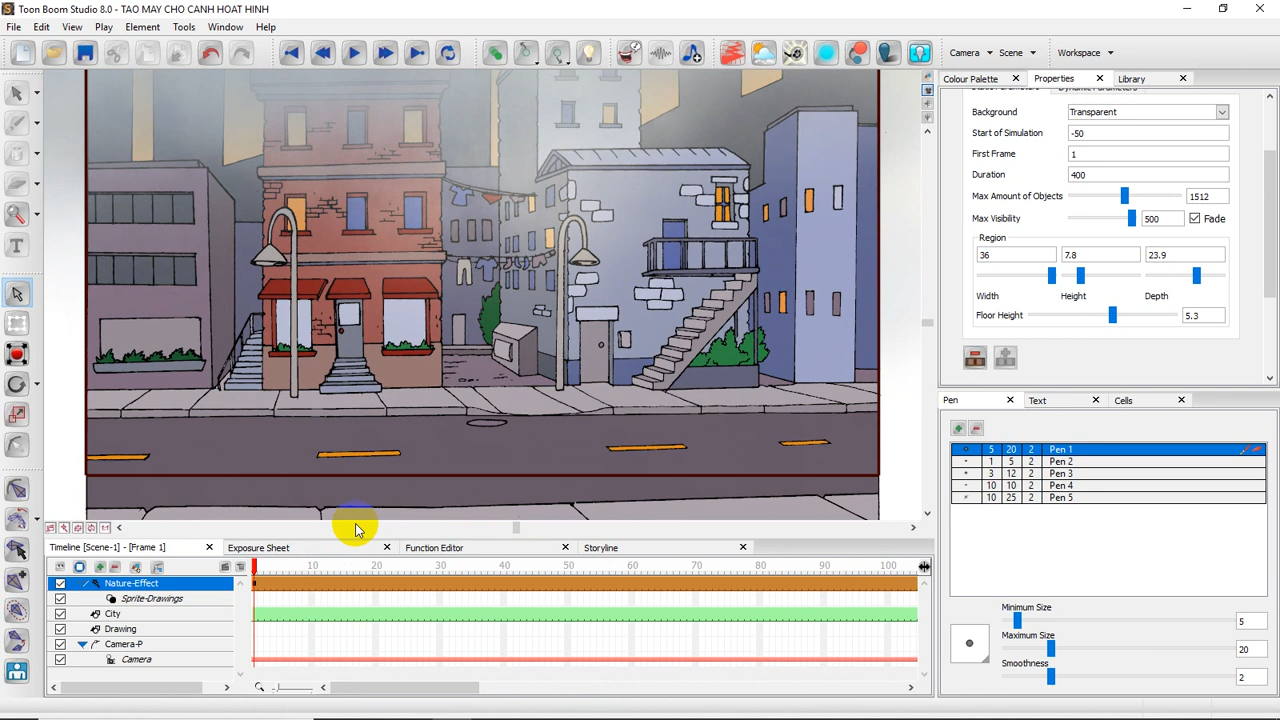 Toon Boom Studio 8.0 - TAO MAY CHO CANH HOAT HINH
File Edit View Play Element Tools Window Help
Camera Scene Workspace
Colour Palette Properties Library
Background Transparent
Start of Simulation -50
First Frame 1
Duration 400
Max Amount of Objects 1512
Max Visibility 500 Fade
Region
36 7.8 23.9
Width Height Depth
Floor Height 5.3
Pen Text Cells
5 20 2 Pen 1
1 5 2 Pen 2
3 12 2 Pen 3
10 10 2 Pen 4
10 25 2 Pen 5
Timeline [Scene-1] - [Frame 1] Exposure Sheet Function Editor Storyline
10 20 30 40 50 60 70 80 90 100
Nature-Effect
Sprite-Drawings
City
Drawing
Camera-P
Camera
Minimum Size
5
Maximum Size
20
Smoothness
2